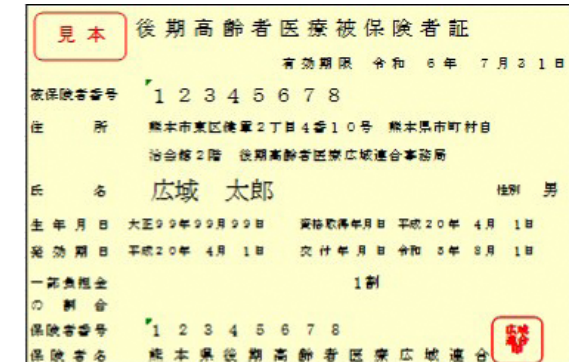 見本
後期高齢者医療被保険者証
有効期限 令和 6年 7月31日
被保険者番号 12345678
住所 熊本市東区健軍2丁目4番10号 熊本県市町村自
治会館2階 後期高齢者医療広域連合事務局
氏名 広域 太郎 性別 男
生年月日 大正99年99月99日 資格取得年月日 平成20年 4月 1日
発効期日 平成20年 4月 1日 交付年月日 令和 5年 8月 1日
一部負担金 1割
の割合
保険者番号 12345678
保険者名 熊本県後期高齢者医療広域連合